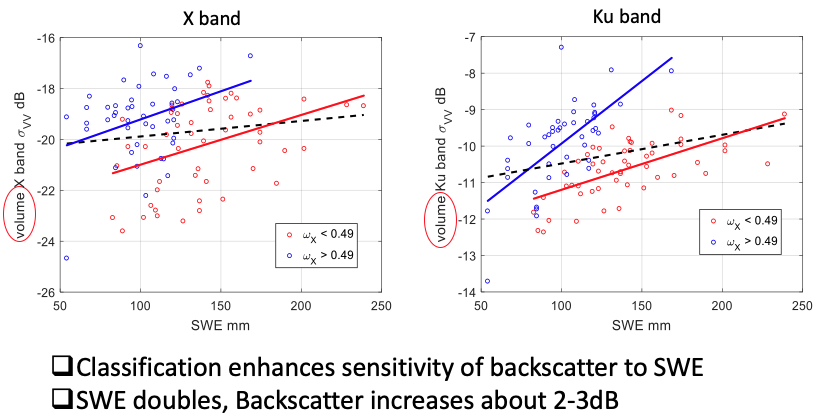 X band
Ku band
-16
-18
-20
-22
-24
-26
50
100
150
200
250
volume X band σVV dB
SWE mm
ωX < 0.49
ωX > 0.49
-7
-8
-9
-10
-11
-12
-13
-14
50
100
150
200
250
volume Ku band σVV dB
SWE mm
ωX < 0.49
ωX > 0.49
❑Classification enhances sensitivity of backscatter to SWE
❑SWE doubles, Backscatter increases about 2-3dB